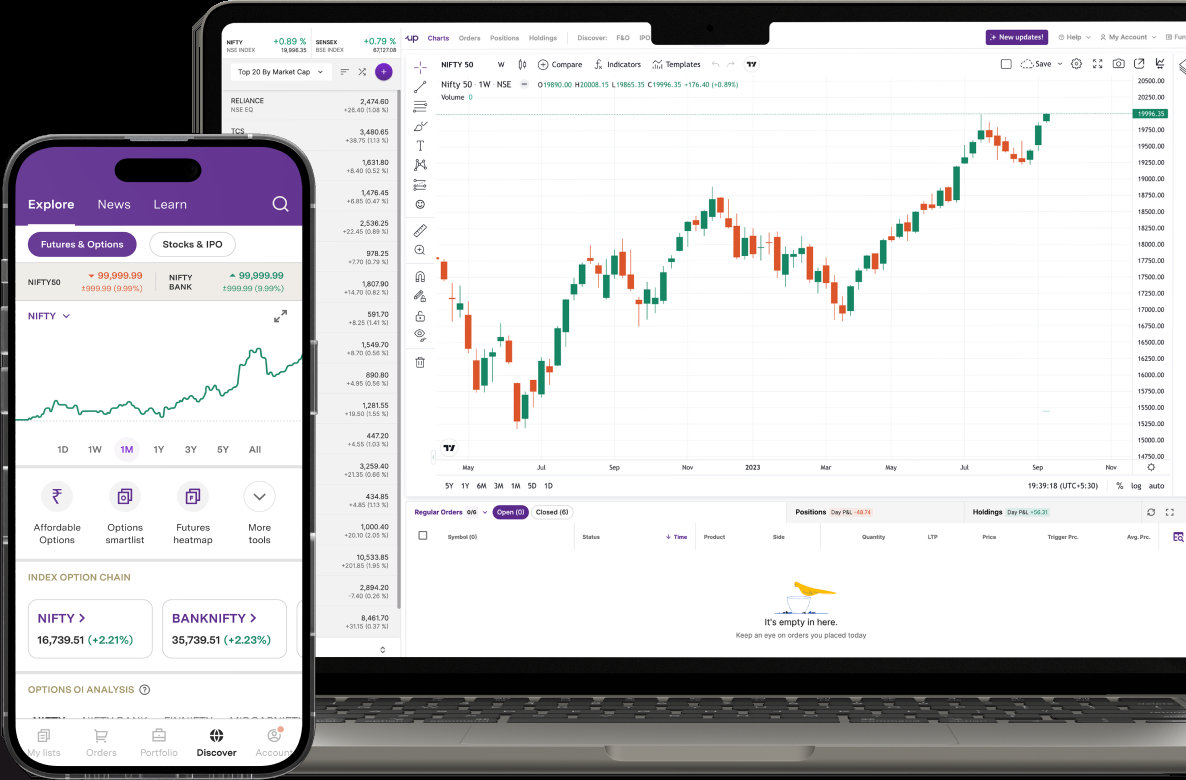 NIFTY +0.89 % SENSEX +0.79 %
NSE INDEX 19,996.35 BSE INDEX 67,127.08
Top 20 By Market Cap
RELIANCE 2,474.60
NSE EQ +26.40 (1.08 %)
TCS 3,480.65
+38.75 (1.13 %)
1,631.80
+8.40 (0.52 %)
1,476.45
+6.85 (0.47 %)
2,536.25
+22.45 (0.89 %)
978.25
+7.70 (0.79 %)
1,807.90
+14.70 (0.82 %)
591.70
+8.25 (1.41 %)
1,549.70
+8.70 (0.56 %)
890.80
+4.95 (0.56 %)
1,281.55
+19.50 (1.55 %)
447.20
+4.55 (1.03 %)
3,259.40
+21.35 (0.66 %)
434.85
+4.85 (1.13 %)
1,000.40
+20.10 (2.05 %)
10,533.85
+201.85 (1.95 %)
2,894.20
-7.40 (0.26 %)
8,461.70
+31.15 (0.37 %)
up Charts Orders Positions Holdings Discover: F&O IPO New updates! Help My Account Fun
NIFTY 50 W Compare Indicators Templates Save
Nifty 50 · 1W · NSE O19890.00 H20008.15 L19865.35 C19996.35 +176.40 (+0.89%)
Volume 0
T
20500.00
20250.00
19996.35
19750.00
19500.00
19250.00
19000.00
18750.00
18500.00
18250.00
18000.00
17750.00
17500.00
17250.00
17000.00
16750.00
16500.00
16250.00
16000.00
15750.00
15500.00
15250.00
15000.00
14750.00
May Jul Sep Nov 2023 Mar May Jul Sep Nov
5Y 1Y 6M 3M 1M 5D 1D 19:39:18 (UTC+5:30) % log auto
Regular Orders 0/6 Open (0) Closed (6) Positions Day P&L -48.74 Holdings Day P&L +56.31
Symbol (0) Status Time Product Side Quantity LTP Price Trigger Prc. Avg. Prc.
It's empty in here.
Keep an eye on orders you placed today
Explore News Learn
Futures & Options Stocks & IPO
NIFTY50 99,999.99 NIFTY BANK 99,999.99
±999.99 (9.99%) ±999.99 (9.99%)
NIFTY
1D 1W 1M 1Y 3Y 5Y All
₹ F
Affordable Options Futures More
Options smartlist heatmap tools
INDEX OPTION CHAIN
NIFTY > BANKNIFTY >
16,739.51 (+2.21%) 35,739.51 (+2.23%)
OPTIONS OI ANALYSIS ?
My lists Orders Portfolio Discover Account